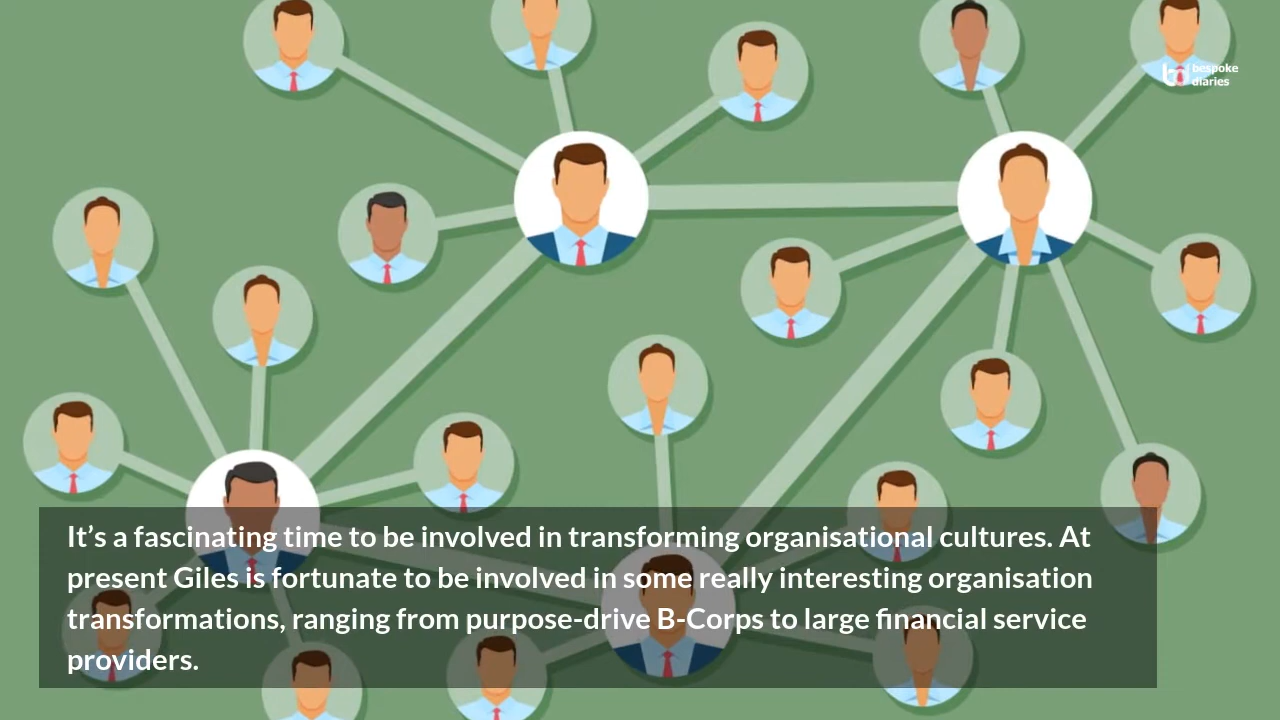 bespoke
diaries
It’s a fascinating time to be involved in transforming organisational cultures. At
present Giles is fortunate to be involved in some really interesting organisation
transformations, ranging from purpose-drive B-Corps to large financial service
providers.